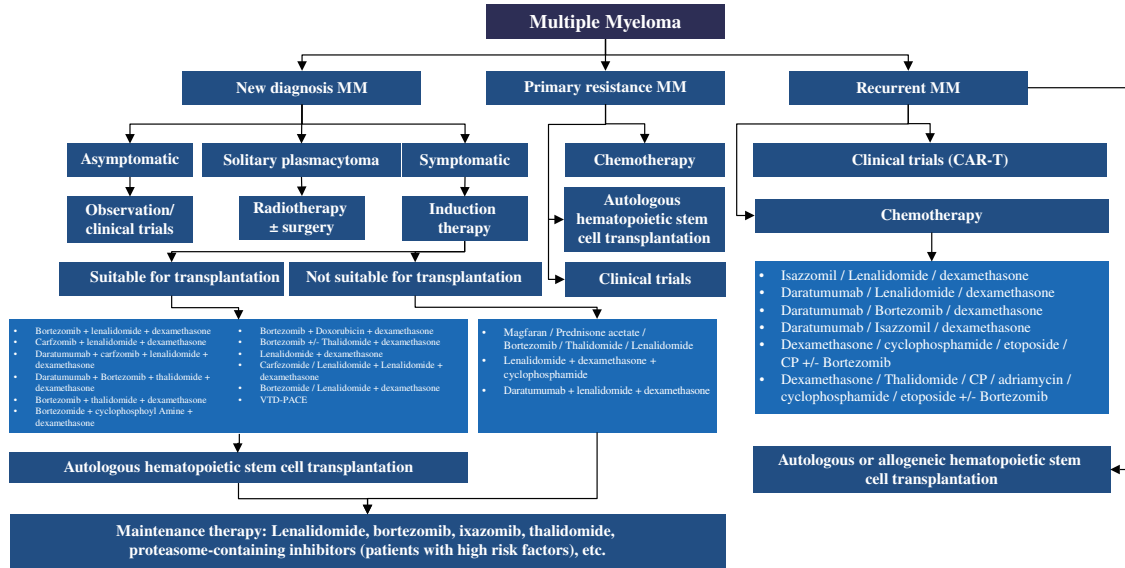 Multiple Myeloma
New diagnosis MM
Primary resistance MM
Recurrent MM
Asymptomatic
Solitary plasmacytoma
Symptomatic
Chemotherapy
Clinical trials (CAR-T)
Observation/
clinical trials
Radiotherapy
± surgery
Induction
therapy
Autologous
hematopoietic stem
cell transplantation
Chemotherapy
Suitable for transplantation
Not suitable for transplantation
Clinical trials
• Bortezomib + lenalidomide + dexamethasone
• Carfzomib + lenalidomide + dexamethasone
• Daratumumab + carfzomib + lenalidomide +
dexamethasone
• Daratumumab + Bortezomib + thalidomide +
dexamethasone
• Bortezomib + thalidomide + dexamethasone
• Bortezomide + cyclophosphoyl Amine +
dexamethasone
• Bortezomib + Doxorubicin + dexamethasone
• Bortezomib +/- Thalidomide + dexamethasone
• Lenalidomide + dexamethasone
• Carfezomide / Lenalidomide + Lenalidomide +
dexamethasone
• Bortezomide / Lenalidomide + dexamethasone
• VTD-PACE
• Magfaran / Prednisone acetate /
Bortezomib / Thalidomide / Lenalidomide
• Lenalidomide + dexamethasone +
cyclophosphamide
• Daratumumab + lenalidomide + dexamethasone
• Isazzomil / Lenalidomide / dexamethasone
• Daratumumab / Lenalidomide / dexamethasone
• Daratumumab / Bortezomib / dexamethasone
• Daratumumab / Isazzomil / dexamethasone
• Dexamethasone / cyclophosphamide / etoposide /
CP +/- Bortezomib
• Dexamethasone / Thalidomide / CP / adriamycin /
cyclophosphamide / etoposide +/- Bortezomib
Autologous hematopoietic stem cell transplantation
Autologous or allogeneic hematopoietic stem
cell transplantation
Maintenance therapy: Lenalidomide, bortezomib, ixazomib, thalidomide,
proteasome-containing inhibitors (patients with high risk factors), etc.